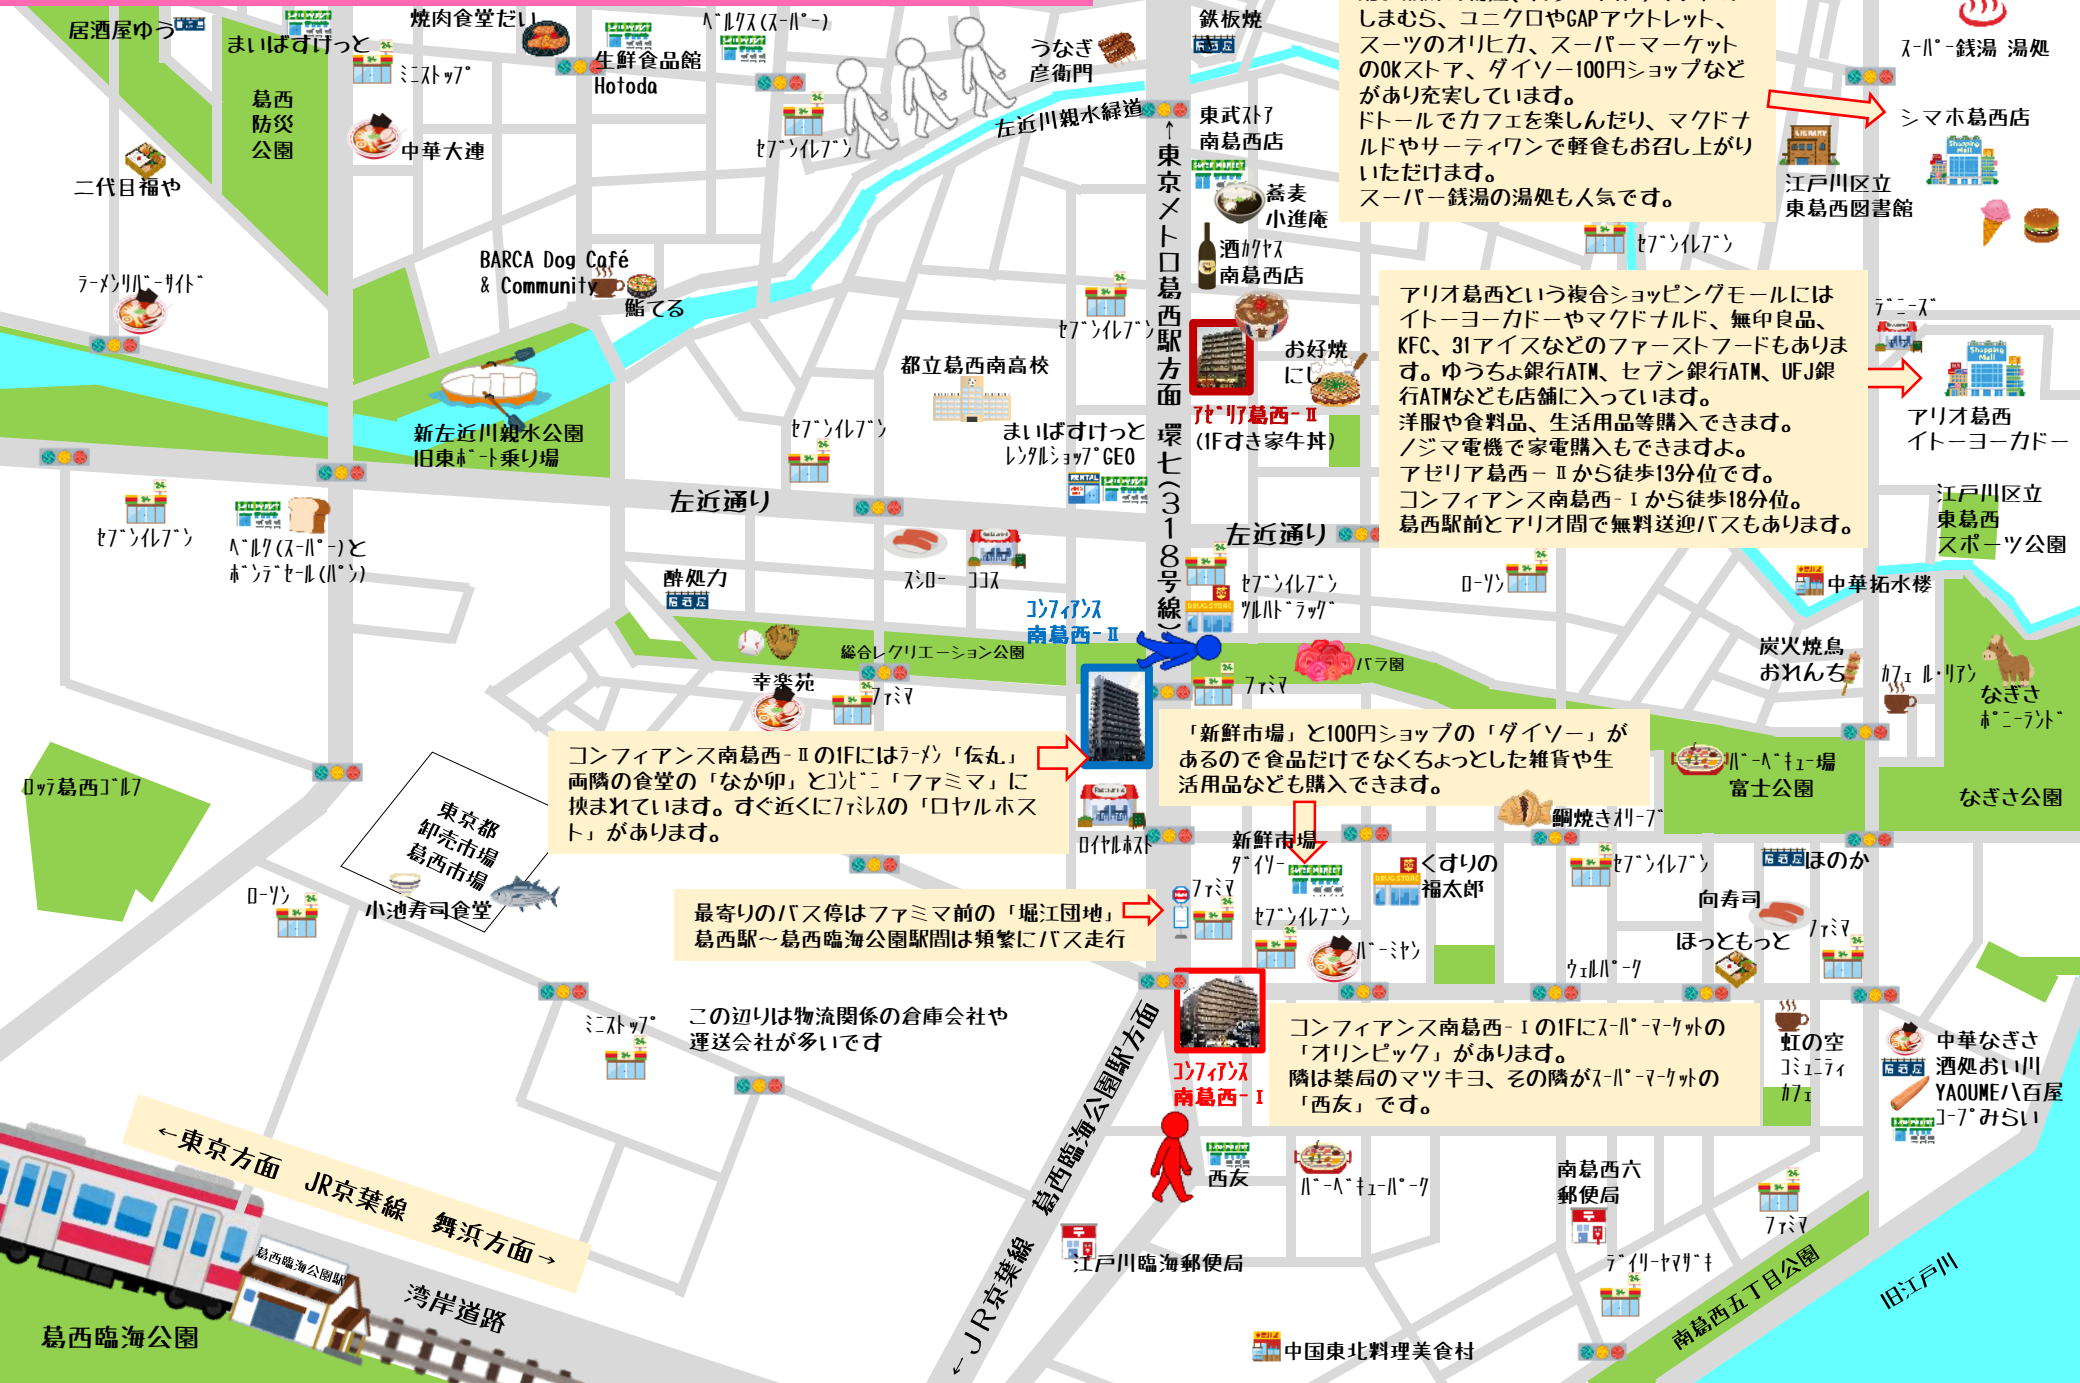 居酒屋ゆう
まいばすけっと
ﾐﾆｽﾄｯﾌﾟ
焼肉食堂だい
生鮮食品館
Hotoda
ﾍﾞﾙｸｽ(ｽｰﾊﾟｰ)
ｾﾌﾞﾝｲﾚﾌﾞﾝ
うなぎ
彦衛門
左近川親水緑道
鉄板焼
東武ｽﾄｱ
南葛西店
しまむら、ユニクロやGAPアウトレット、
スーツのオリヒカ、スーパーマーケット
のOKストア、ダイソー100円ショップなど
があり充実しています。
ドトールでカフェを楽しんだり、マクドナ
ルドやサーティワンで軽食もお召し上がり
いただけます。
スーパー銭湯の湯処も人気です。
ｽｰﾊﾟｰ銭湯 湯処
シマホ葛西店
江戸川区立
東葛西図書館
ｾﾌﾞﾝｲﾚﾌﾞﾝ
葛西
防災
公園
中華大連
二代目福や
ﾗｰﾒﾝﾘﾊﾞｰｻｲﾄﾞ
BARCA Dog Café
& Community
鮨てる
蕎麦
小進庵
酒ｶｸﾔｽ
南葛西店
ｾﾌﾞﾝｲﾚﾌﾞﾝ
お好焼
にし
ｱｾﾞﾘｱ葛西-Ⅱ
(1Fすき家牛丼)
←東京メトロ葛西駅方面 環七(318号線)
アリオ葛西という複合ショッピングモールには
イトーヨーカドーやマクドナルド、無印良品、
KFC、31アイスなどのファーストフードもありま
す。ゆうちょ銀行ATM、セブン銀行ATM、UFJ銀
行ATMなども店舗に入っています。
洋服や食料品、生活用品等購入できます。
ノジマ電機で家電購入もできますよ。
アゼリア葛西－Ⅱから徒歩13分位です。
コンフィアンス南葛西-Ⅰから徒歩18分位。
葛西駅前とアリオ間で無料送迎バスもあります。
ﾃﾞﾆｰｽﾞ
アリオ葛西
イトーヨーカドー
都立葛西南高校
新左近川親水公園
旧東ﾎﾞｰﾄ乗り場
ｾﾌﾞﾝｲﾚﾌﾞﾝ
まいばすけっと
ﾚﾝﾀﾙｼｮｯﾌﾟGEO
左近通り
左近通り
ｾﾌﾞﾝｲﾚﾌﾞﾝ
ﾍﾞﾙｸ(ｽｰﾊﾟｰ)と
ﾎﾞﾝﾃﾞｾｰﾙ(ﾊﾟﾝ)
酔処力
ｽｼﾛｰ
ｺｺｽ
ｾﾌﾞﾝｲﾚﾌﾞﾝ
ﾂﾙﾊﾄﾞﾗｯｸﾞ
ﾛｰｿﾝ
江戸川区立
東葛西
スポーツ公園
中華拓水楼
ｺﾝﾌｨｱﾝｽ
南葛西-Ⅱ
総合レクリエーション公園
バラ園
炭火焼鳥
おれんち
ｶﾌｪ ﾙ･ﾘｱﾝ
なぎさ
ﾎﾟﾆｰﾗﾝﾄﾞ
幸楽苑
ﾌｧﾐﾏ
ﾌｧﾐﾏ
コンフィアンス南葛西-Ⅱの1Fにはﾗｰﾒﾝ「伝丸」
両隣の食堂の「なか卯」とｺﾝﾋﾞﾆ「ファミマ」に
挟まれています。すぐ近くにﾌｧﾐﾚｽの「ロヤルホス
ト」があります。
「新鮮市場」と100円ショップの「ダイソー」が
あるので食品だけでなくちょっとした雑貨や生
活用品なども購入できます。
ﾊﾞｰﾍﾞｷｭｰ場
富士公園
なぎさ公園
ﾛｯﾃ葛西ｺﾞﾙﾌ
東京都
卸売市場
葛西市場
小池寿司食堂
ﾛｰｿﾝ
ﾛｲﾔﾙﾎｽﾄ
新鮮市場
ﾀﾞｲｿｰ
鯛焼きｵﾘｰﾌﾞ
くすりの
福太郎
ｾﾌﾞﾝｲﾚﾌﾞﾝ
ほのか
最寄りのバス停はファミマ前の「堀江団地」
葛西駅～葛西臨海公園駅間は頻繁にバス走行
ﾌｧﾐﾏ
ｾﾌﾞﾝｲﾚﾌﾞﾝ
ﾊﾞｰﾐﾔﾝ
向寿司
ほっともっと
ﾌｧﾐﾏ
ｳｪﾙﾊﾟｰｸ
ﾐﾆｽﾄｯﾌﾟ
この辺りは物流関係の倉庫会社や
運送会社が多いです
コンフィアンス南葛西-Ⅰの1Fにｽｰﾊﾟｰﾏｰｹｯﾄの
「オリンピック」があります。
隣は薬局のマツキヨ、その隣がｽｰﾊﾟｰﾏｰｹｯﾄの
「西友」です。
ｺﾝﾌｨｱﾝｽ
南葛西-Ⅰ
虹の空
ｺﾐｭﾆﾃｨ
ｶﾌｪ
中華なぎさ
酒処おい川
YAOUME八百屋
ｺｰﾌﾟみらい
西友
ﾊﾞｰﾍﾞｷｭｰﾊﾟｰｸ
南葛西六
郵便局
ﾌｧﾐﾏ
ﾃﾞｲﾘｰﾔﾏｻﾞｷ
江戸川臨海郵便局
中国東北料理美食村
南葛西五丁目公園
旧江戸川
←JR京葉線 葛西臨海公園駅方面
←東京方面 JR京葉線 舞浜方面→
葛西臨海公園駅
湾岸道路
葛西臨海公園